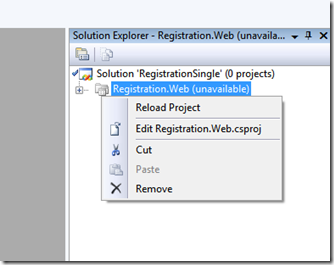 Solution Explorer - Registration.Web (unavaila...
Solution 'RegistrationSingle' (0 projects)
Registration.Web (unavailable)
Reload Project
Edit Registration.Web.csproj
Cut
Paste
Remove